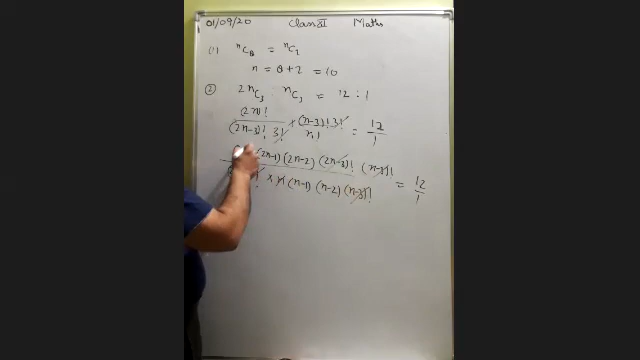 01/09/20 Class XI Maths
(1) ⁿC₈ = ⁿC₂
n = 8 + 2 = 10
(2) 2ⁿC₃ : ⁿC₃ = 12 : 1
(2n)! / (2n-3)! 3! × (n-3)! 3! / n! = 12/1
(2n-1) (2n-2) (2n-3)! (n-3)! / ! × n (n-1) (n-2) (n-3)! = 12/1